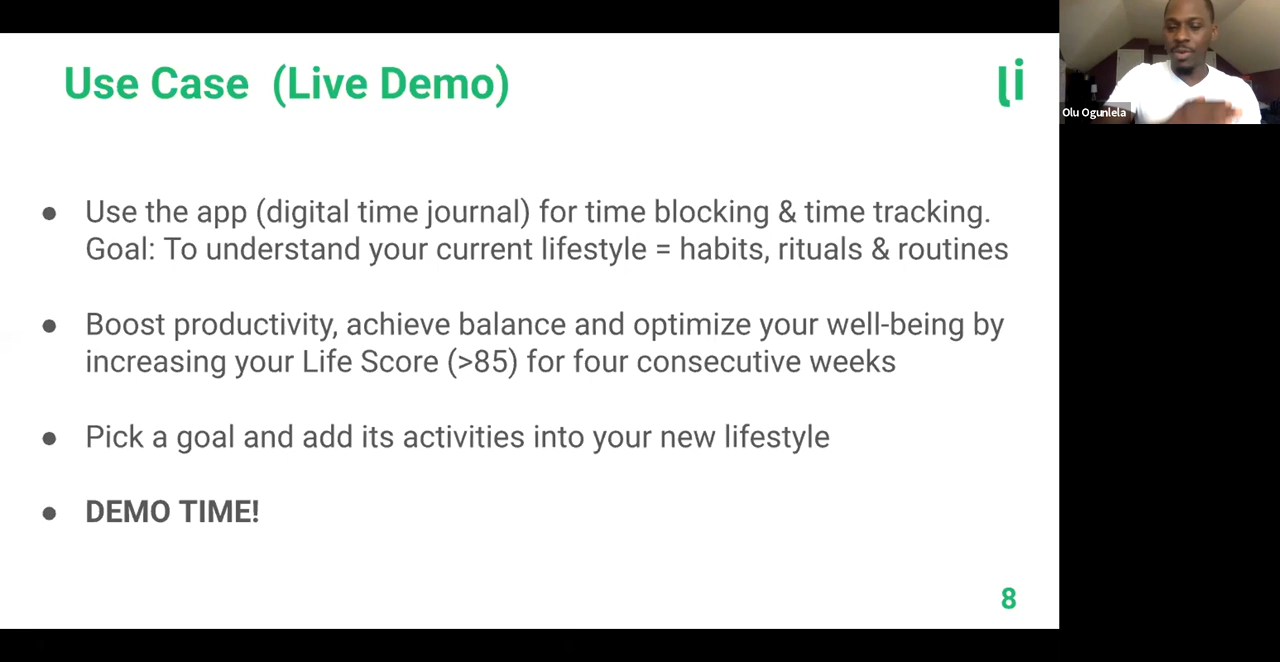 Use Case (Live Demo)
li
Olu Ogunlela
● Use the app (digital time journal) for time blocking & time tracking.
Goal: To understand your current lifestyle = habits, rituals & routines
● Boost productivity, achieve balance and optimize your well-being by
increasing your Life Score (>85) for four consecutive weeks
● Pick a goal and add its activities into your new lifestyle
● DEMO TIME!
8